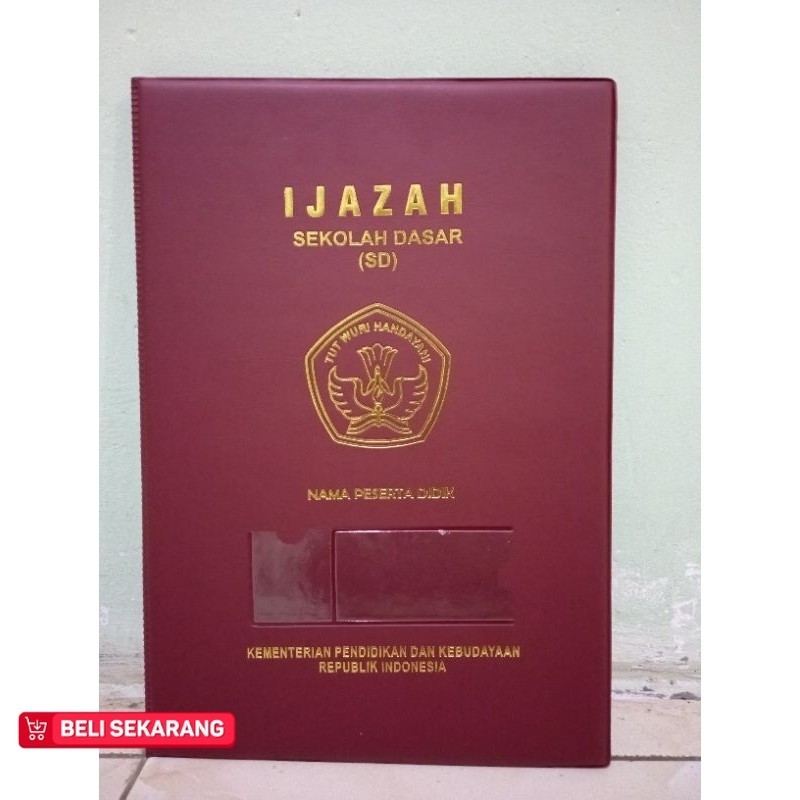 IJAZAH
SEKOLAH DASAR
(SD)
TUT WURI HANDAYANI
NAMA PESERTA DIDIK
KEMENTERIAN PENDIDIKAN DAN KEBUDAYAAN
REPUBLIK INDONESIA
BELI SEKARANG